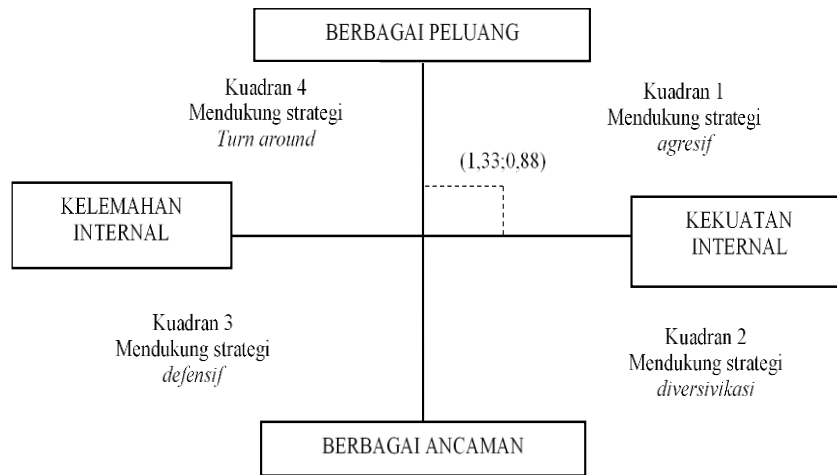 BERBAGAI PELUANG
Kuadran 4
Mendukung strategi
Turn around
Kuadran 1
Mendukung strategi
agresif
(1,33;0,88)
KELEMAHAN
INTERNAL
KEKUATAN
INTERNAL
Kuadran 3
Mendukung strategi
defensif
Kuadran 2
Mendukung strategi
diversivikasi
BERBAGAI ANCAMAN